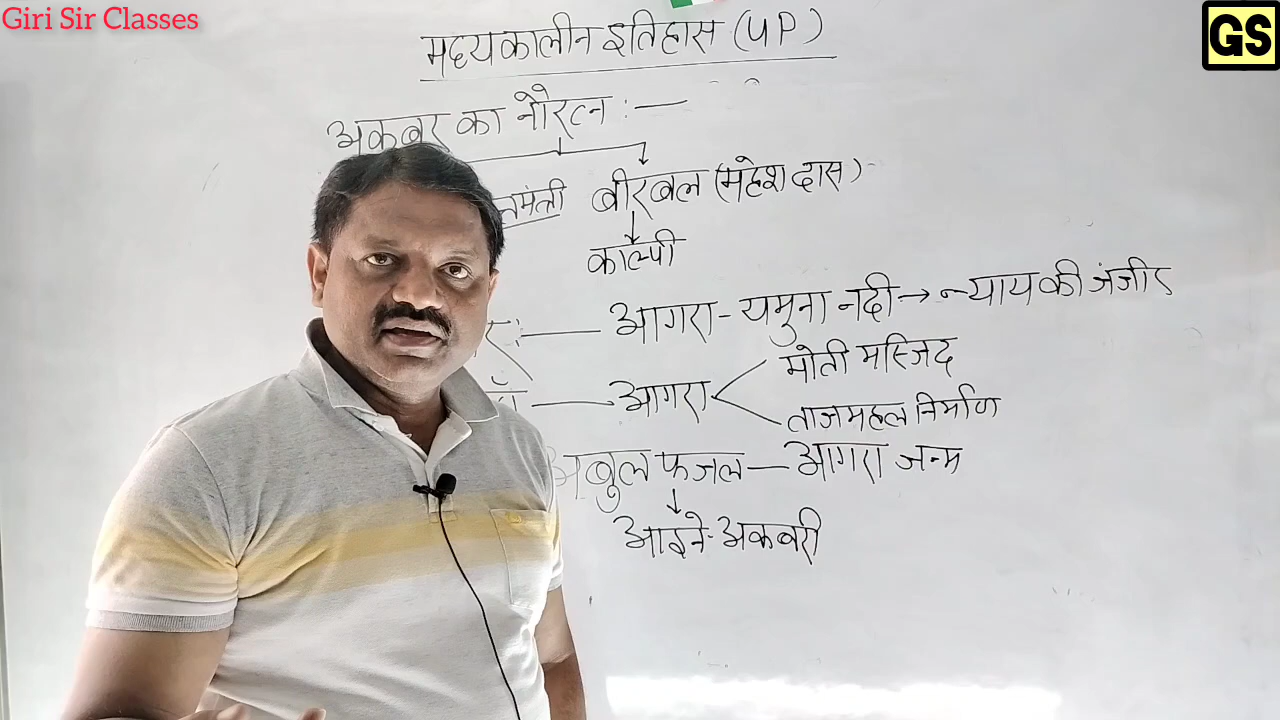 Giri Sir Classes
GS
मध्यकालीन इतिहास (UP)
अकबर का नौरत्न :—
बीरबल (महेश दास)
काल्पी
आगरा - यमुना नदी → न्याय की जंजीर
आगरा
मोती मस्जिद
ताजमहल निर्माण
अबुल फजल — आगरा जन्म
आइने-अकबरी